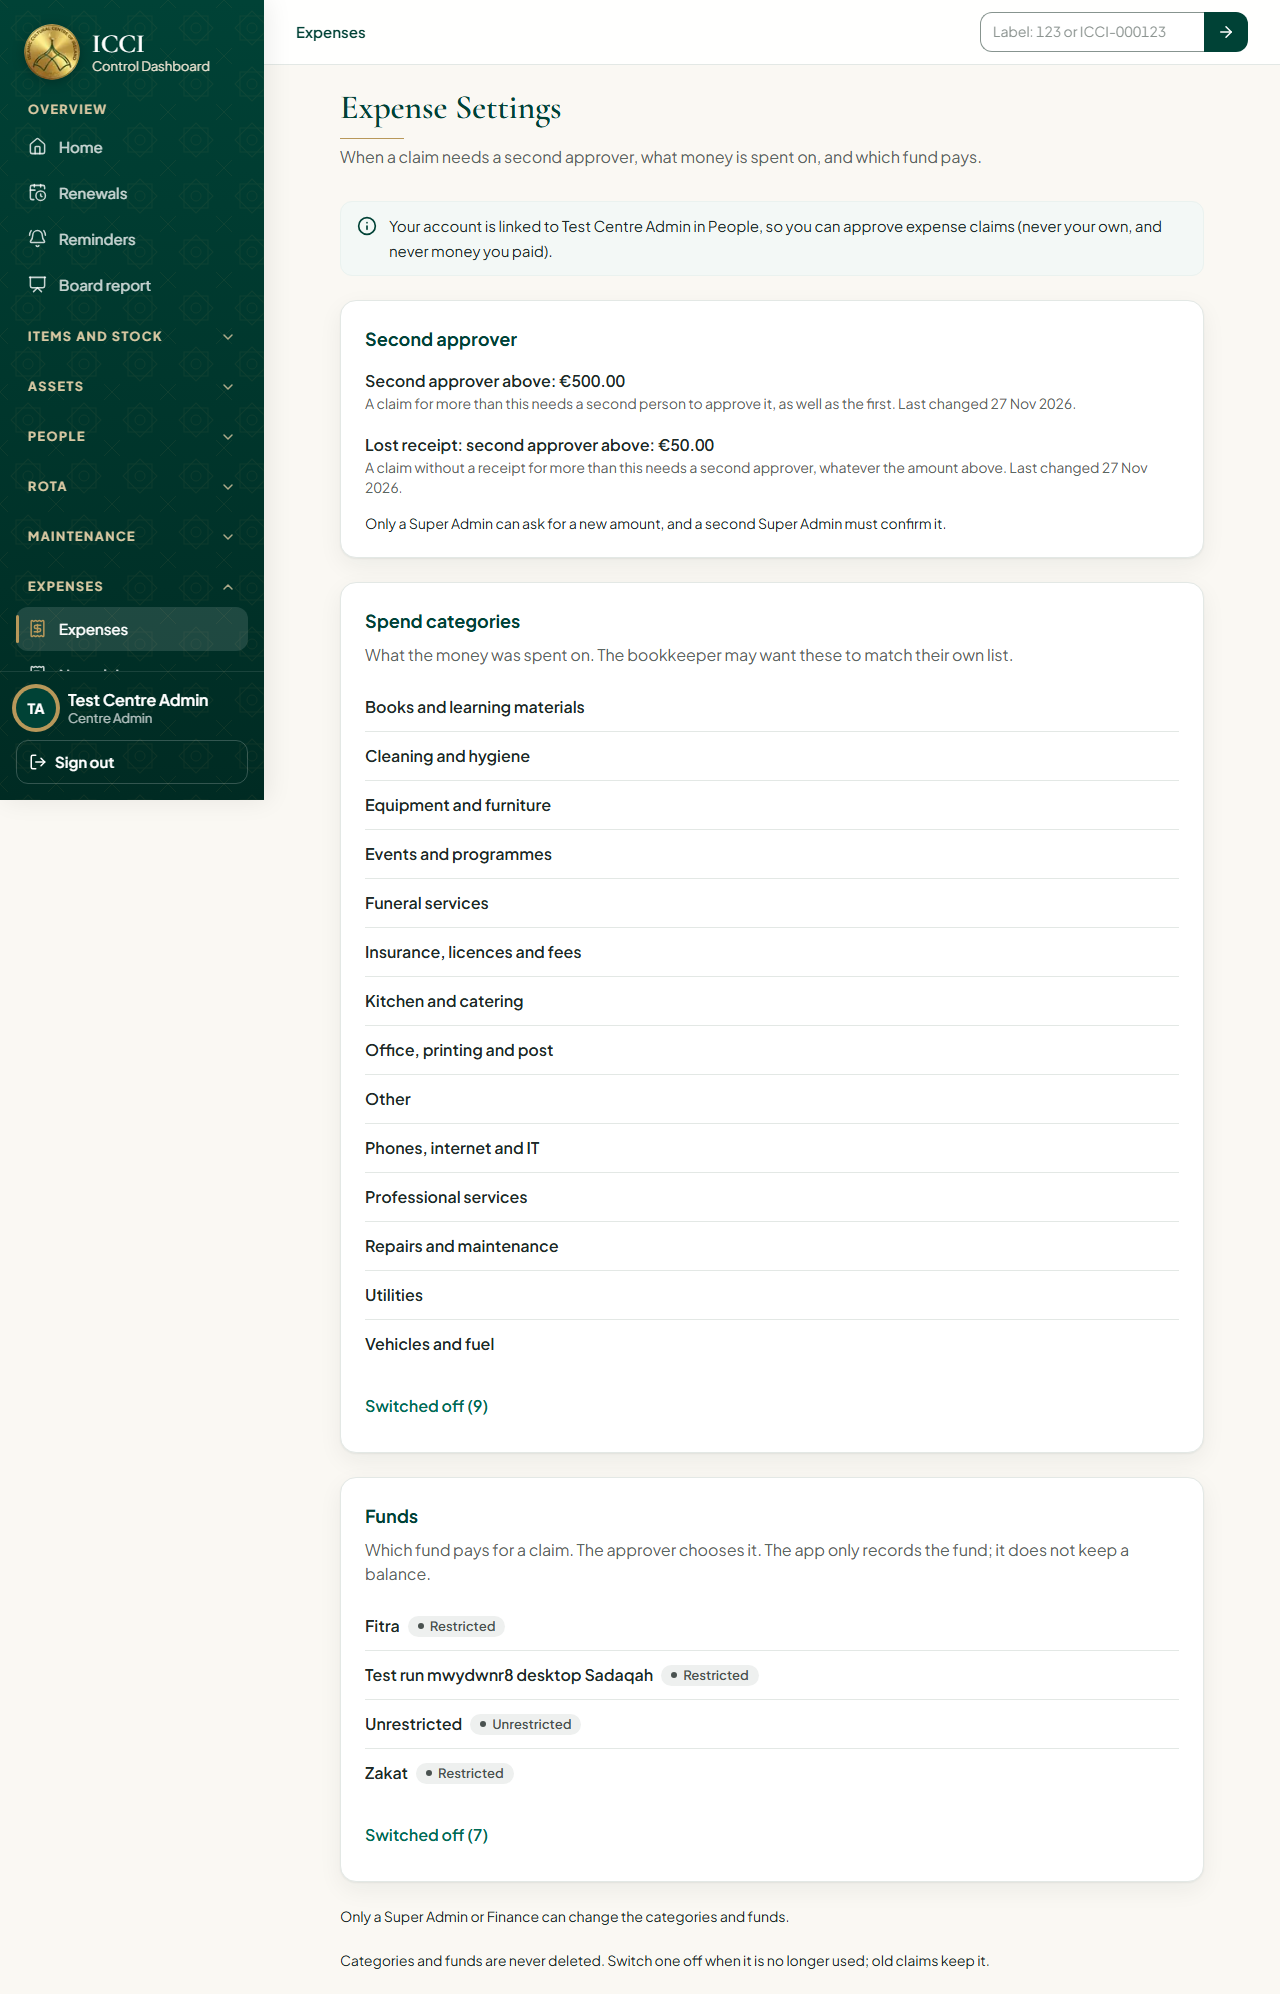 ICCI
Control Dashboard
OVERVIEW
Home
Renewals
Reminders
Board report
ITEMS AND STOCK
ASSETS
PEOPLE
ROTA
MAINTENANCE
EXPENSES
Expenses
TA
Test Centre Admin
Centre Admin
Sign out
Expenses
Label: 123 or ICCI-000123
Expense Settings
When a claim needs a second approver, what money is spent on, and which fund pays.
Your account is linked to Test Centre Admin in People, so you can approve expense claims (never your own, and
never money you paid).
Second approver
Second approver above: €500.00
A claim for more than this needs a second person to approve it, as well as the first. Last changed 27 Nov 2026.
Lost receipt: second approver above: €50.00
A claim without a receipt for more than this needs a second approver, whatever the amount above. Last changed 27 Nov
2026.
Only a Super Admin can ask for a new amount, and a second Super Admin must confirm it.
Spend categories
What the money was spent on. The bookkeeper may want these to match their own list.
Books and learning materials
Cleaning and hygiene
Equipment and furniture
Events and programmes
Funeral services
Insurance, licences and fees
Kitchen and catering
Office, printing and post
Other
Phones, internet and IT
Professional services
Repairs and maintenance
Utilities
Vehicles and fuel
Switched off (9)
Funds
Which fund pays for a claim. The approver chooses it. The app only records the fund; it does not keep a
balance.
Fitra Restricted
Test run mwydwnr8 desktop Sadaqah Restricted
Unrestricted Unrestricted
Zakat Restricted
Switched off (7)
Only a Super Admin or Finance can change the categories and funds.
Categories and funds are never deleted. Switch one off when it is no longer used; old claims keep it.